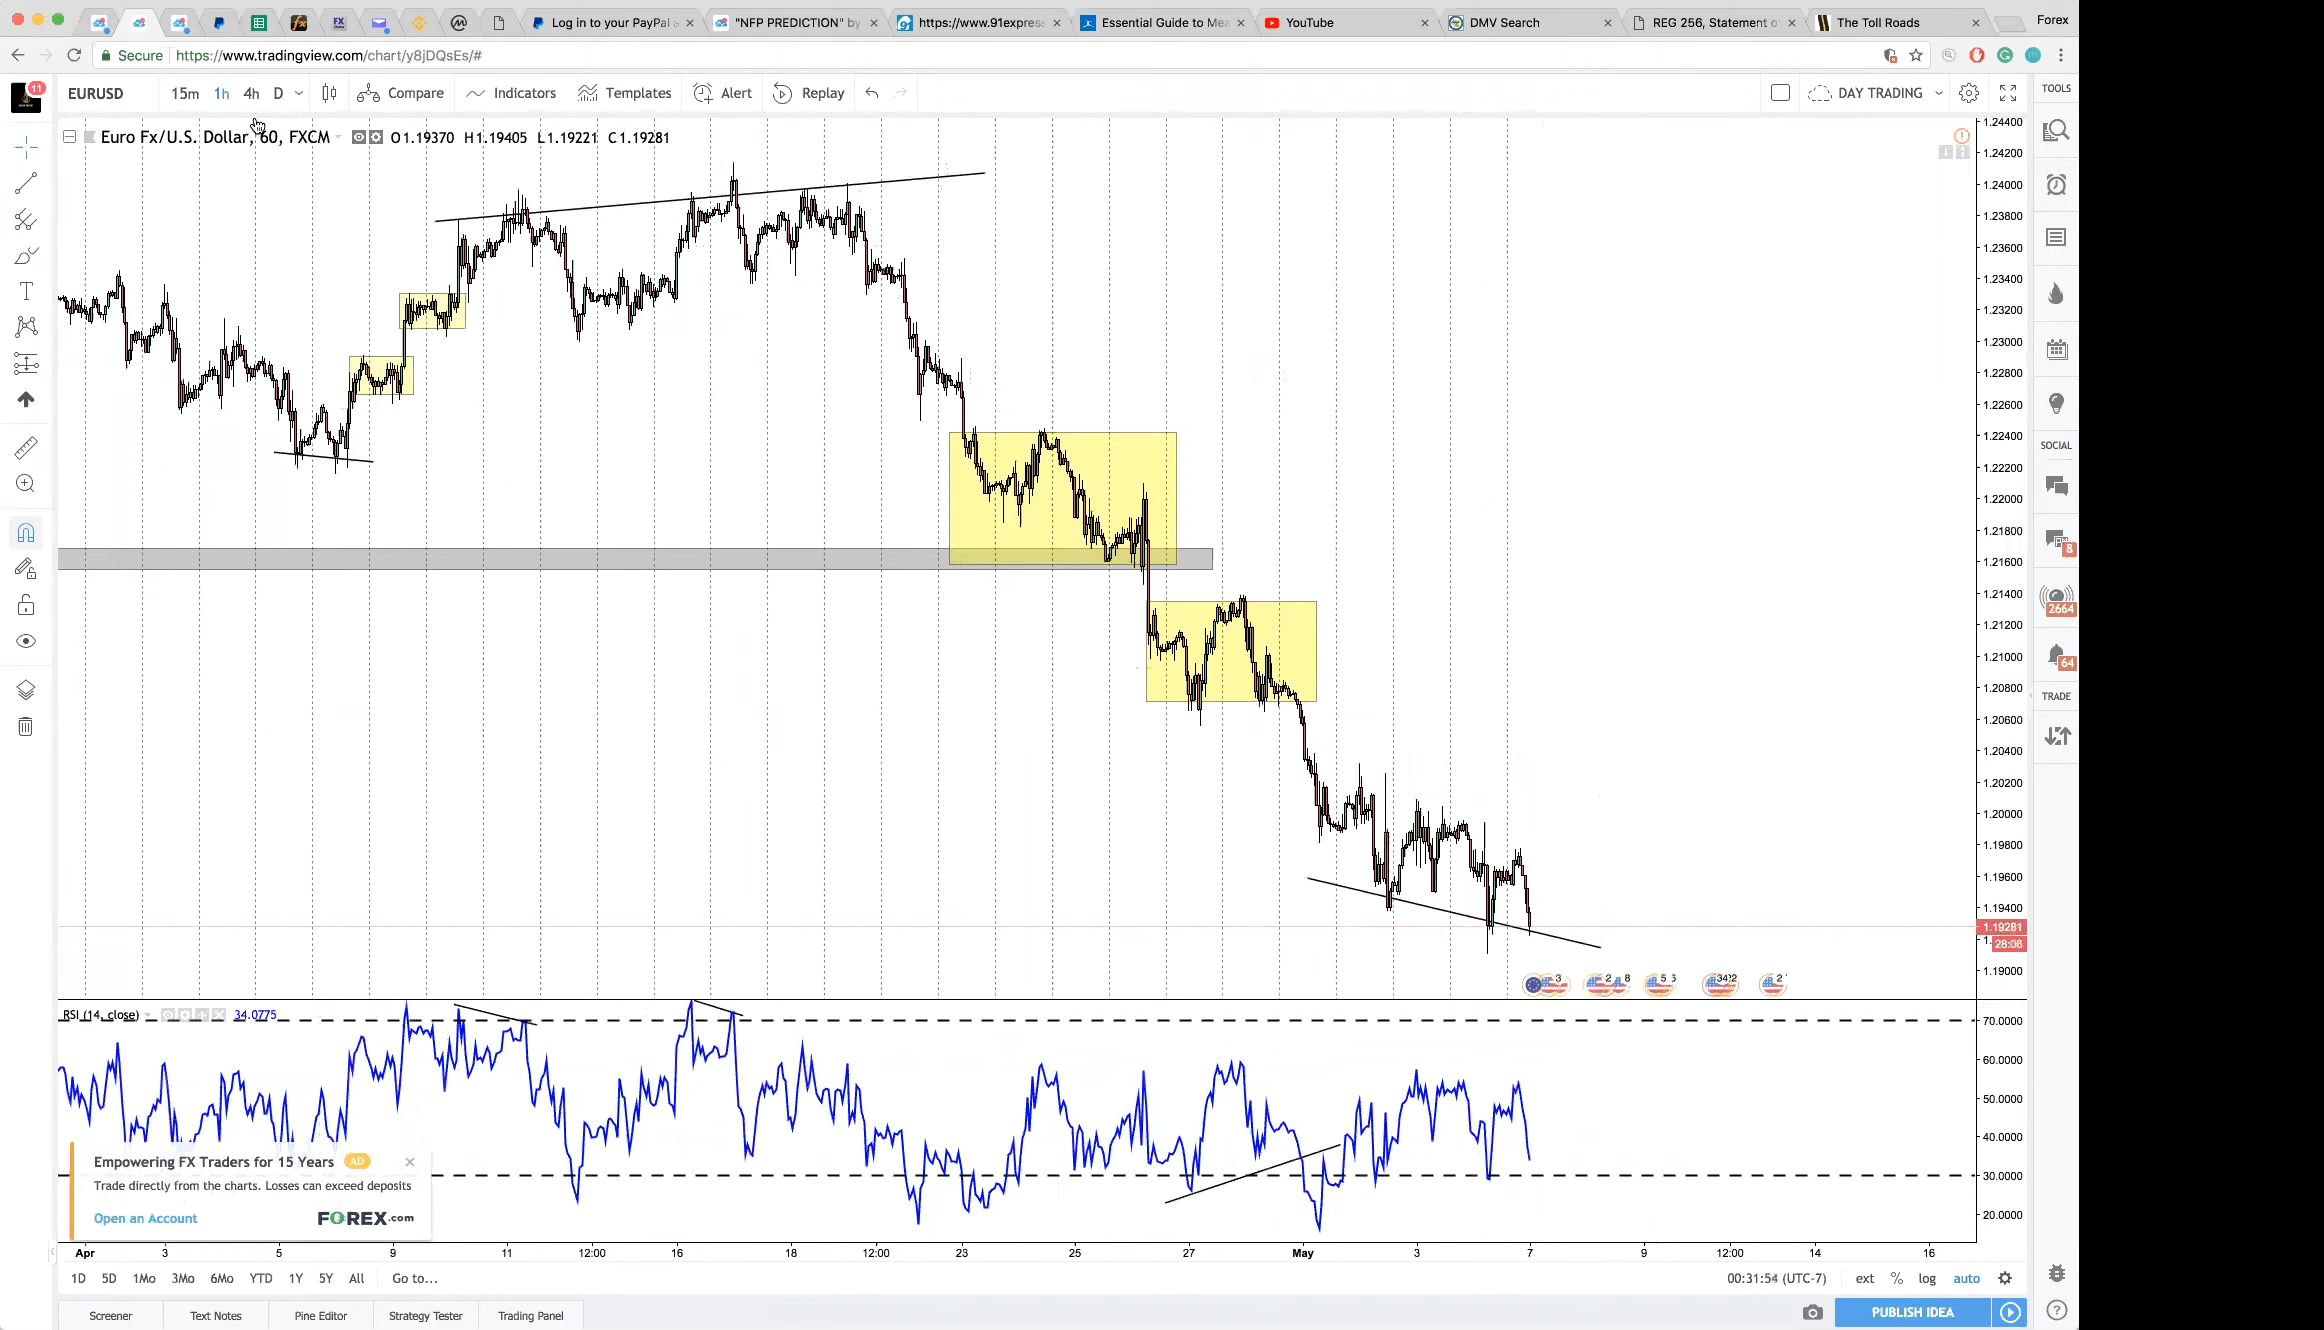 Log in to your PayPal a
"NFP PREDICTION" by
https://www.91express
Essential Guide to Mea
YouTube
DMV Search
REG 256, Statement o
The Toll Roads
Forex
Secure https://www.tradingview.com/chart/y8jDQsEs/#
11
EURUSD 15m 1h 4h D Compare Indicators Templates Alert Replay DAY TRADING
TOOLS
Euro Fx/U.S. Dollar, 60, FXCM O1.19370 H1.19405 L1.19221 C1.19281
1.24400
1.24200
1.24000
1.23800
1.23600
1.23400
1.23200
1.23000
1.22800
1.22600
1.22400
1.22200
1.22000
1.21800
1.21600
1.21400
1.21200
1.21000
1.20800
1.20600
1.20400
1.20200
1.20000
1.19800
1.19600
1.19400
1.19281
28:06
1.19000
SOCIAL
8
2664
64
TRADE
RSI (14, close) 34.0775
70.0000
60.0000
50.0000
40.0000
30.0000
20.0000
Empowering FX Traders for 15 Years AD
Trade directly from the charts. Losses can exceed deposits
Open an Account FOREX.com
Apr 3 5 9 11 12:00 16 18 12:00 23 25 27 May 3 7 9 12:00 14 16
1D 5D 1Mo 3Mo 6Mo YTD 1Y 5Y All Go to... 00:31:54 (UTC-7) ext % log auto
Screener Text Notes Pine Editor Strategy Tester Trading Panel PUBLISH IDEA